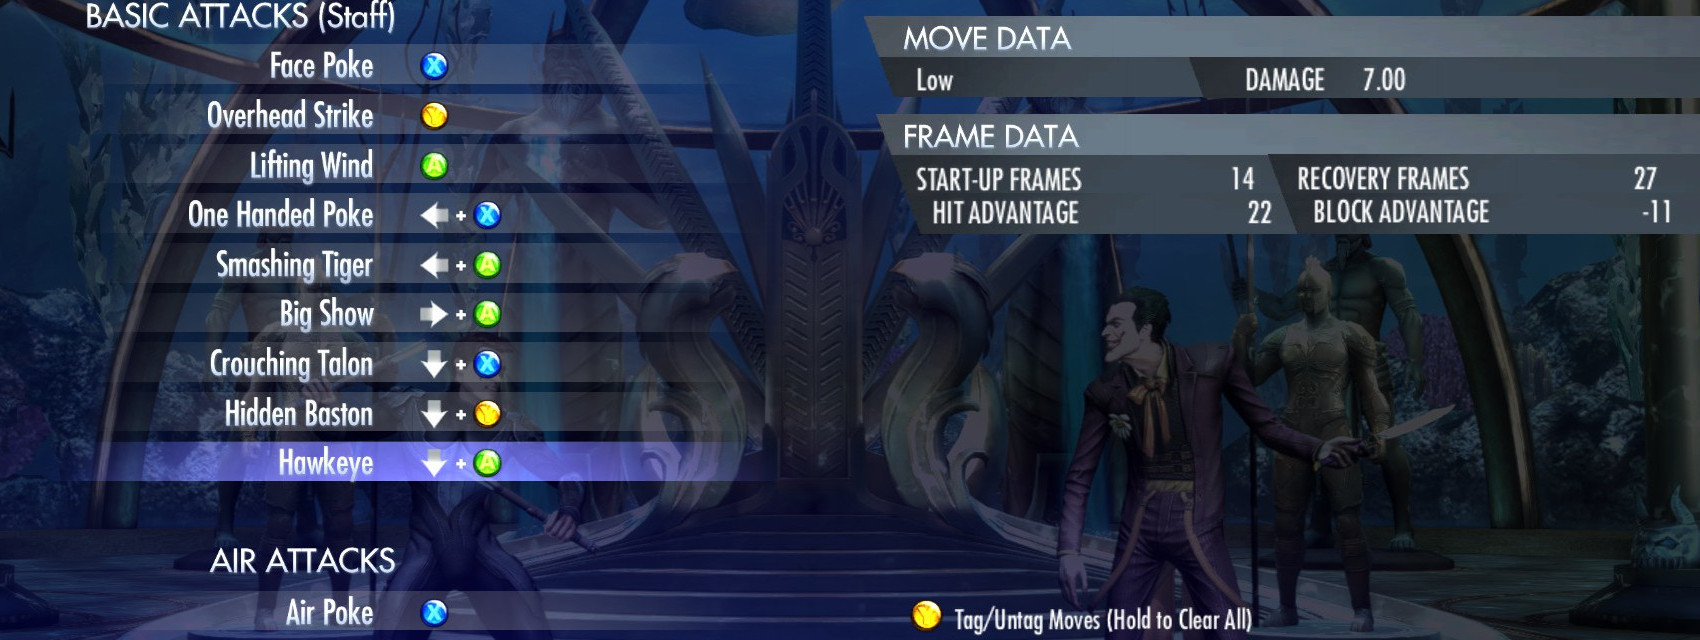 BASIC ATTACKS (Staff)
Face Poke X
Overhead Strike Y
Lifting Wind A
One Handed Poke + X
Smashing Tiger + A
Big Show + A
Crouching Talon + X
Hidden Baston + Y
Hawkeye + A
AIR ATTACKS
Air Poke X
MOVE DATA
Low DAMAGE 7.00
FRAME DATA
START-UP FRAMES 14 RECOVERY FRAMES 27
HIT ADVANTAGE 22 BLOCK ADVANTAGE -11
Y Tag/Untag Moves (Hold to Clear All)